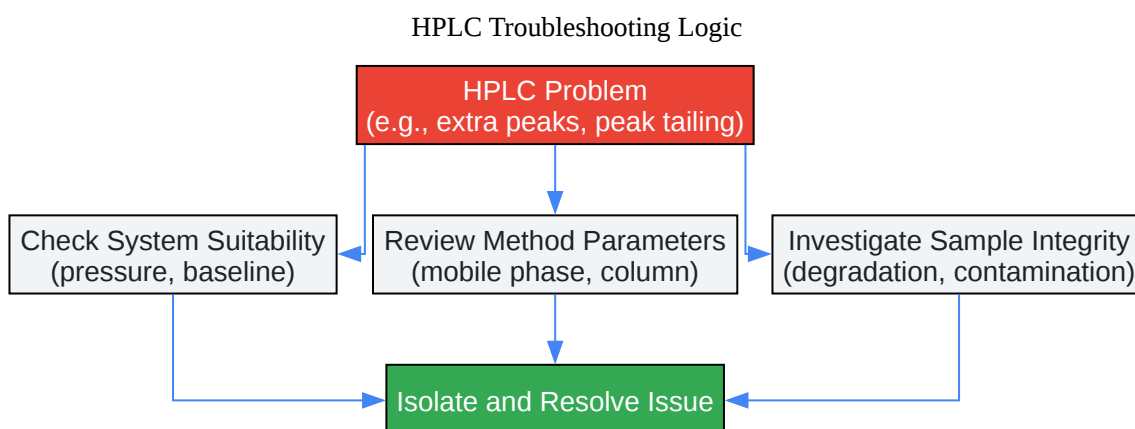 HPLC Troubleshooting Logic
HPLC Problem
(e.g., extra peaks, peak tailing)
Check System Suitability
(pressure, baseline)
Review Method Parameters
(mobile phase, column)
Investigate Sample Integrity
(degradation, contamination)
Isolate and Resolve Issue